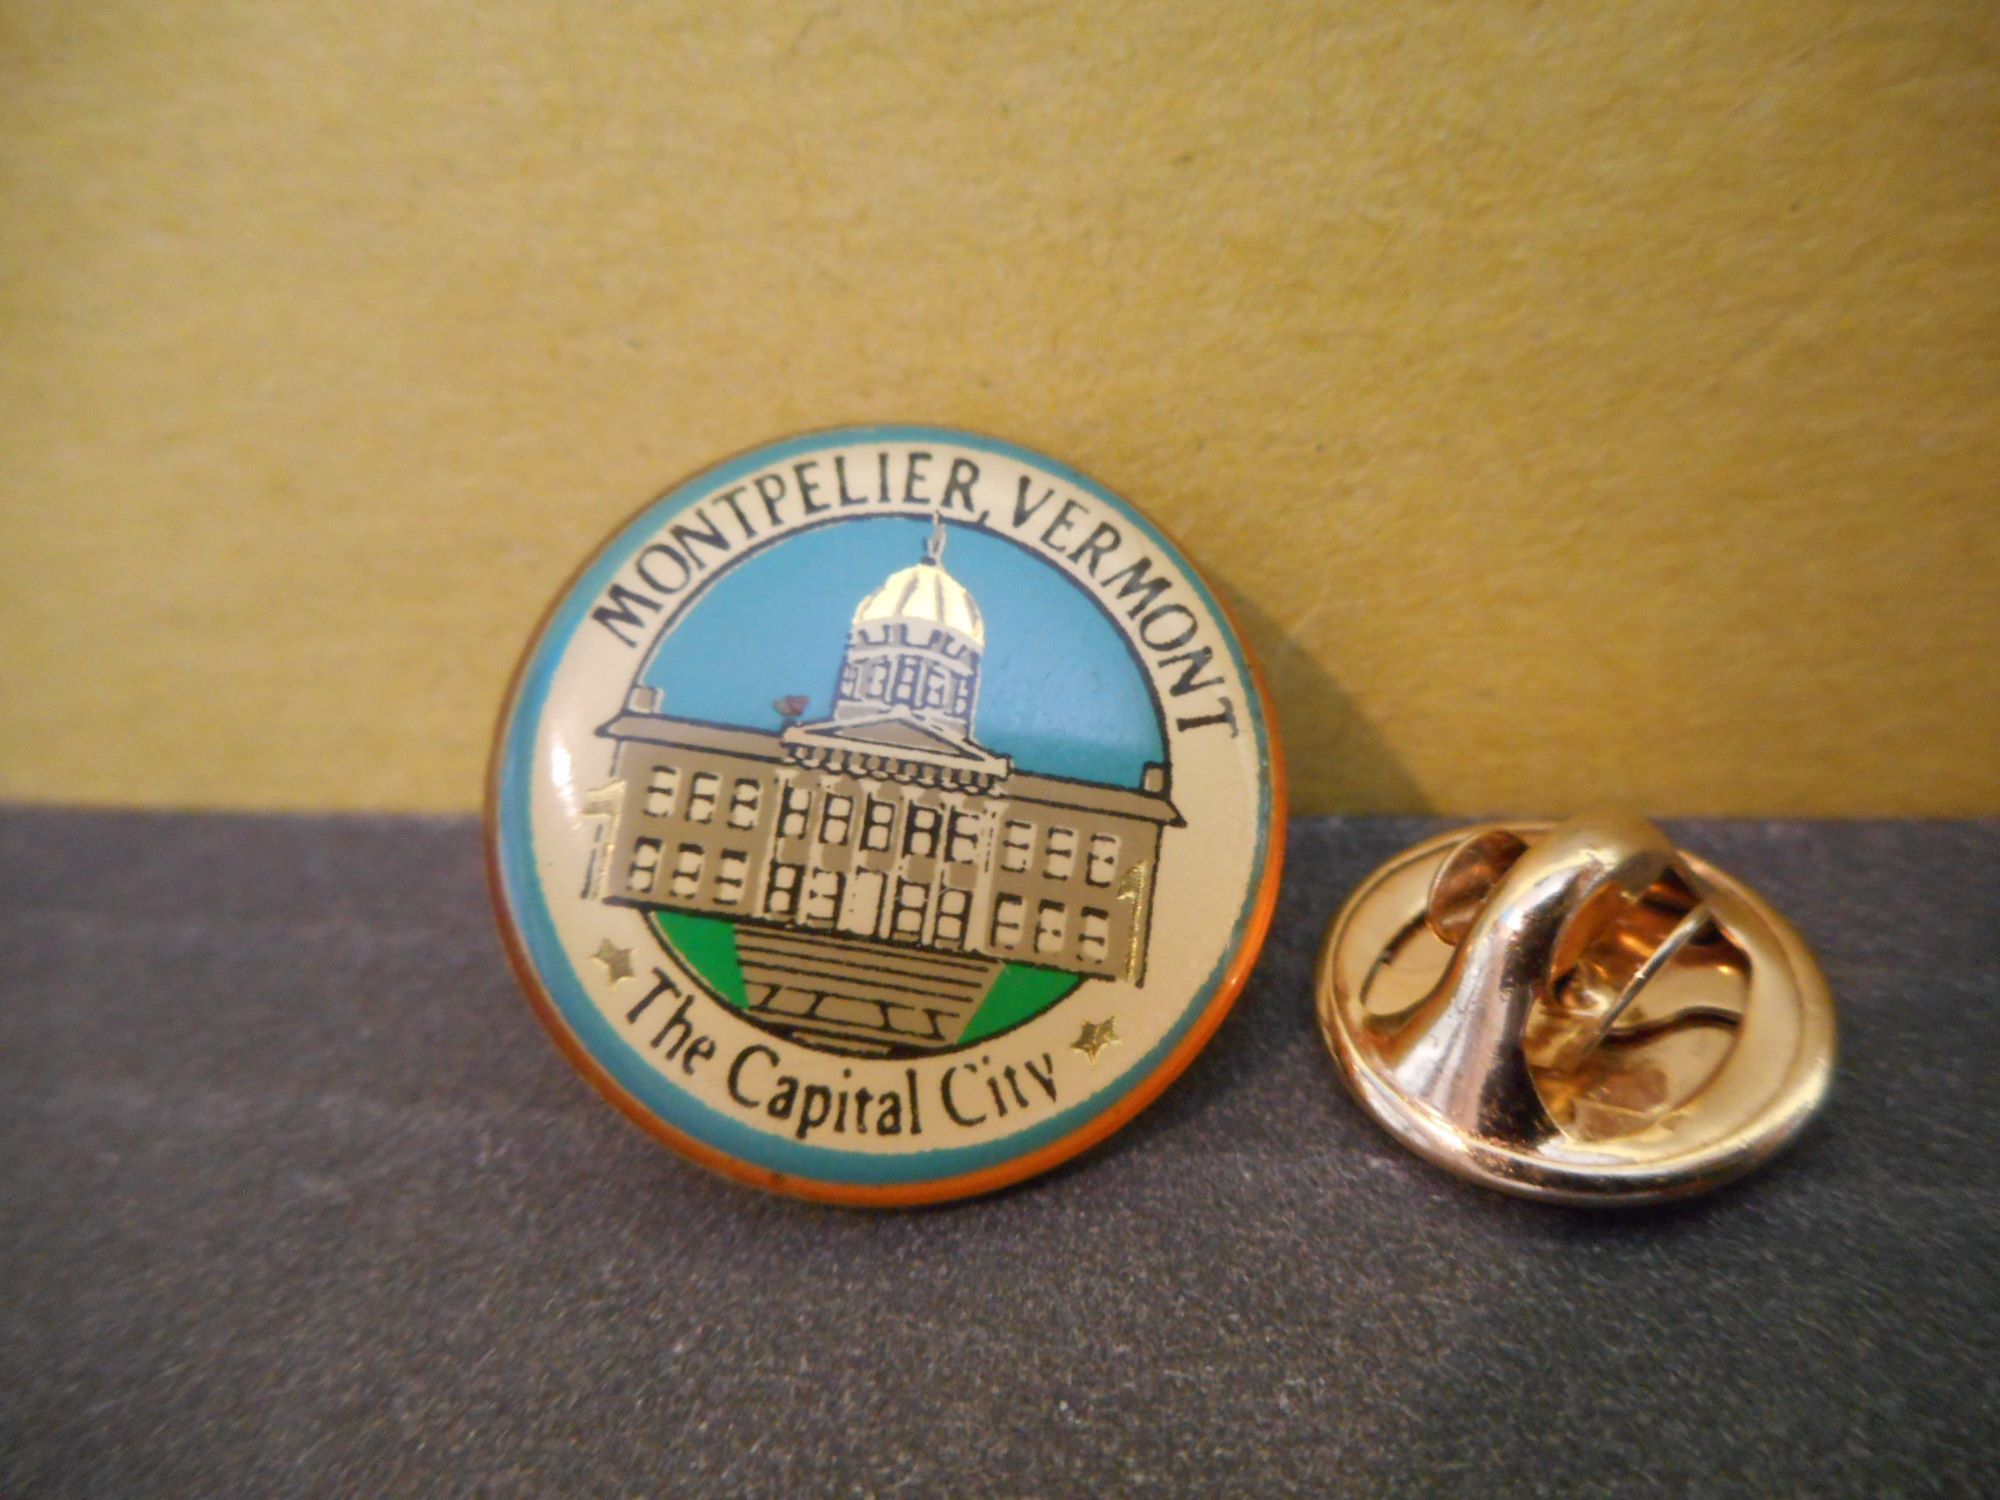 MONTPELIER, VERMONT
The Capital City